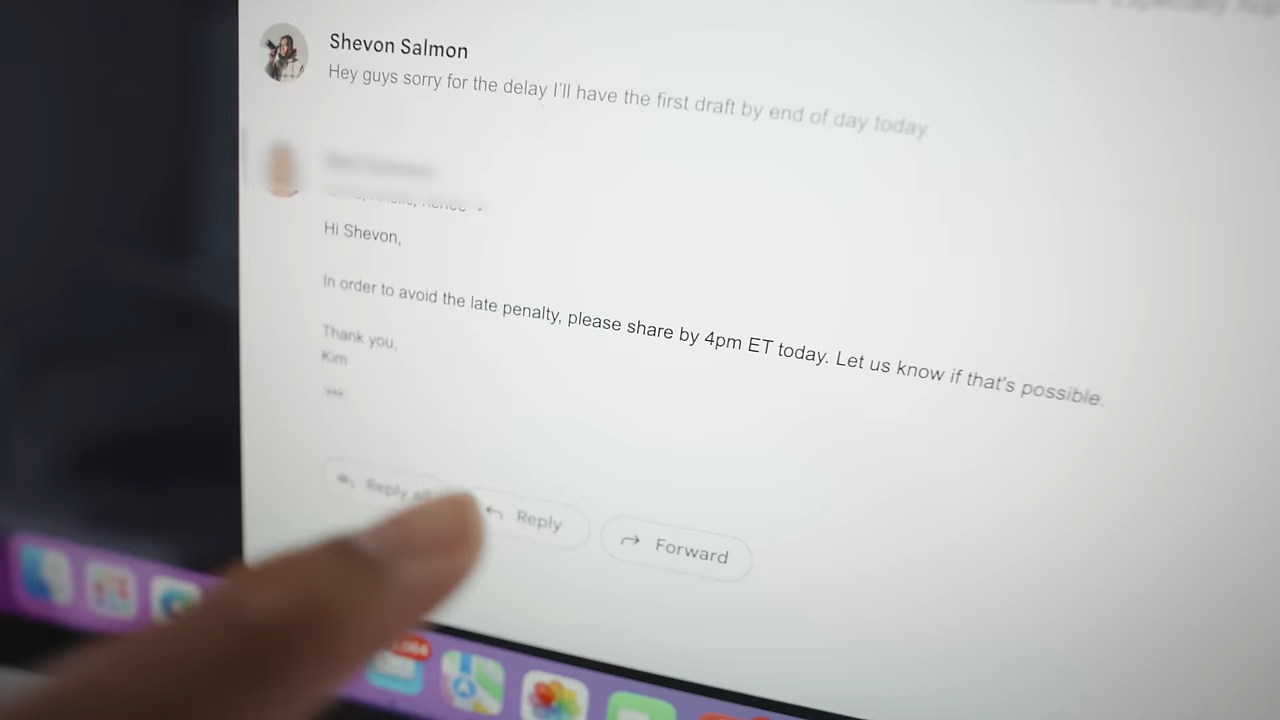 Shevon Salmon
Hey guys sorry for the delay I'll have the first draft by end of day today
Hi Shevon,
In order to avoid the late penalty, please share by 4pm ET today. Let us know if that's possible.
Thank you,
Kim
Reply all
Reply
Forward